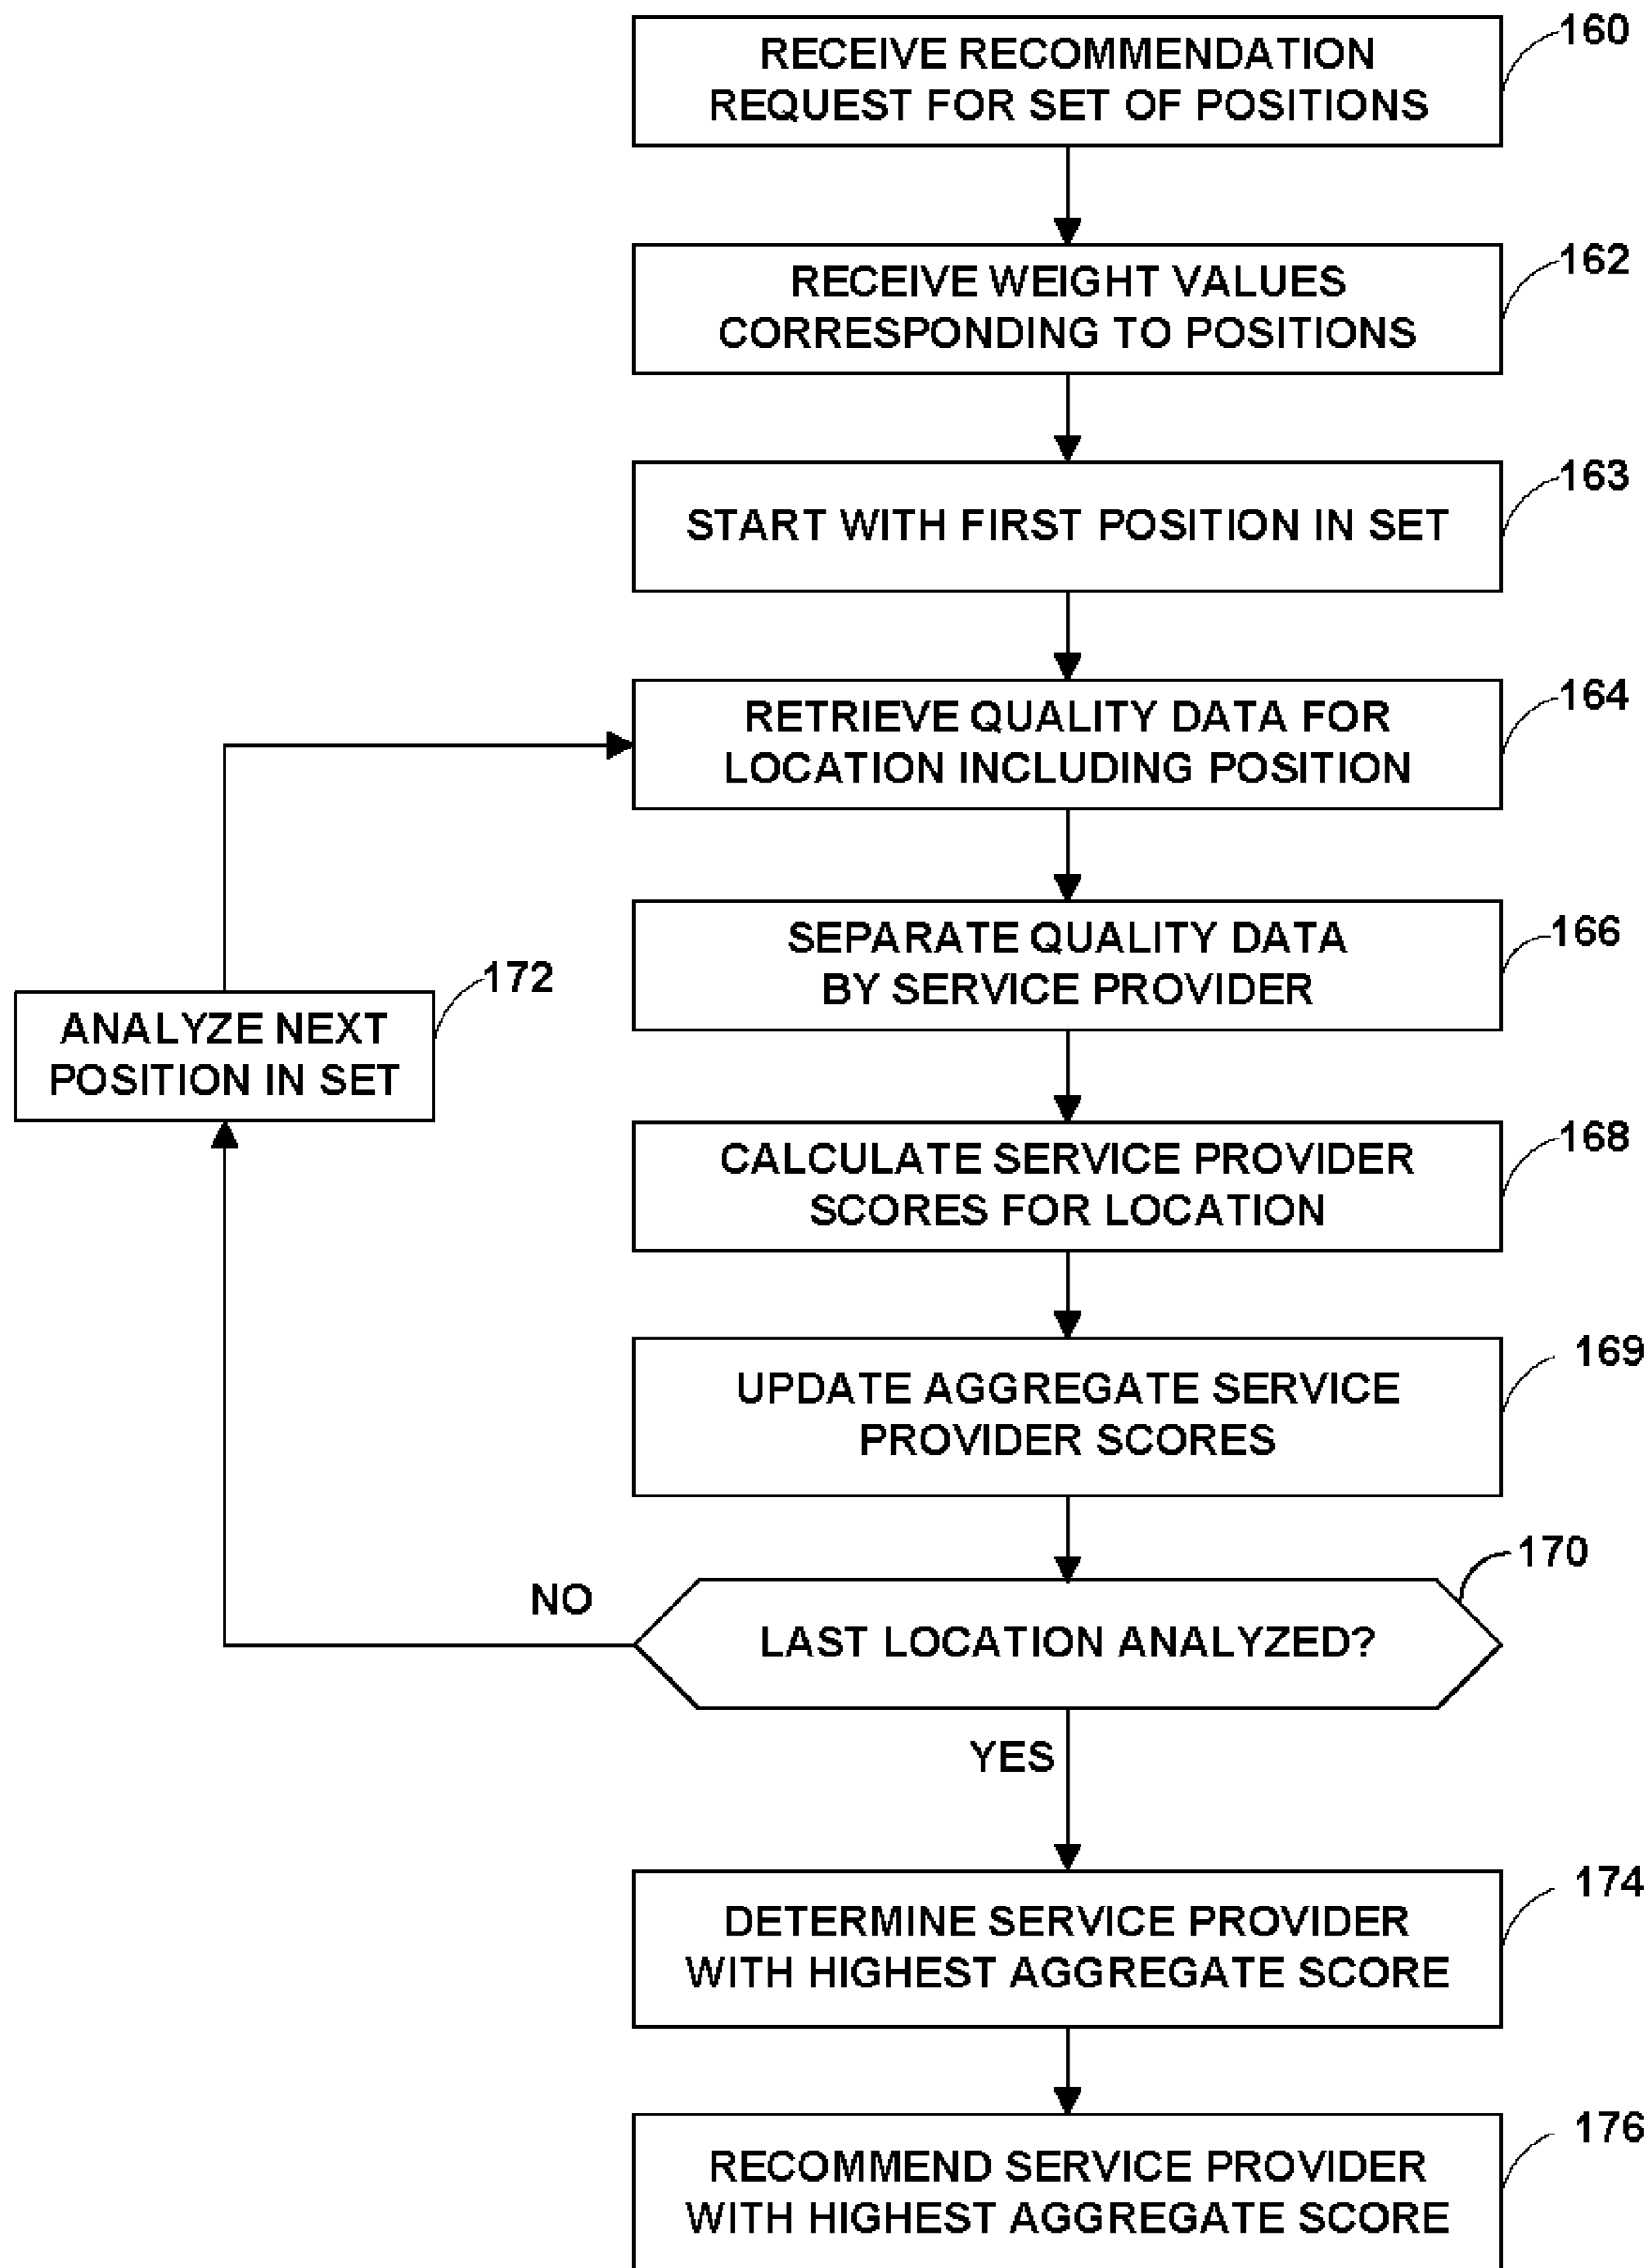 RECEIVE RECOMMENDATION
REQUEST FOR SET OF POSITIONS
160
RECEIVE WEIGHT VALUES
CORRESPONDING TO POSITIONS
162
START WITH FIRST POSITION IN SET
163
RETRIEVE QUALITY DATA FOR
LOCATION INCLUDING POSITION
164
SEPARATE QUALITY DATA
BY SERVICE PROVIDER
166
ANALYZE NEXT
POSITION IN SET
172
CALCULATE SERVICE PROVIDER
SCORES FOR LOCATION
168
UPDATE AGGREGATE SERVICE
PROVIDER SCORES
169
LAST LOCATION ANALYZED?
170
NO
YES
DETERMINE SERVICE PROVIDER
WITH HIGHEST AGGREGATE SCORE
174
RECOMMEND SERVICE PROVIDER
WITH HIGHEST AGGREGATE SCORE
176